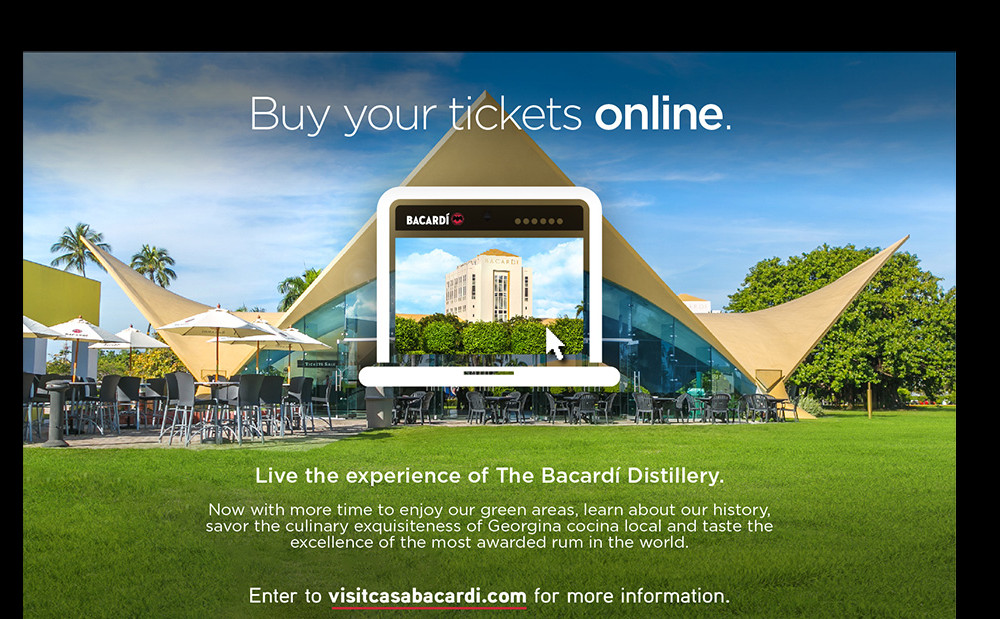 Buy your tickets online.
BACARDÍ
BACARDI
Live the experience of The Bacardí Distillery.
Now with more time to enjoy our green areas, learn about our history,
savor the culinary exquisiteness of Georgina cocina local and taste the
excellence of the most awarded rum in the world.
Enter to visitcasabacardi.com for more information.